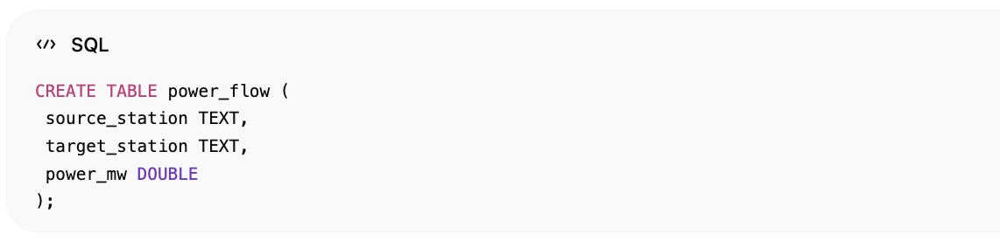 </> SQL
CREATE TABLE power_flow (
source_station TEXT,
target_station TEXT,
power_mw DOUBLE
);